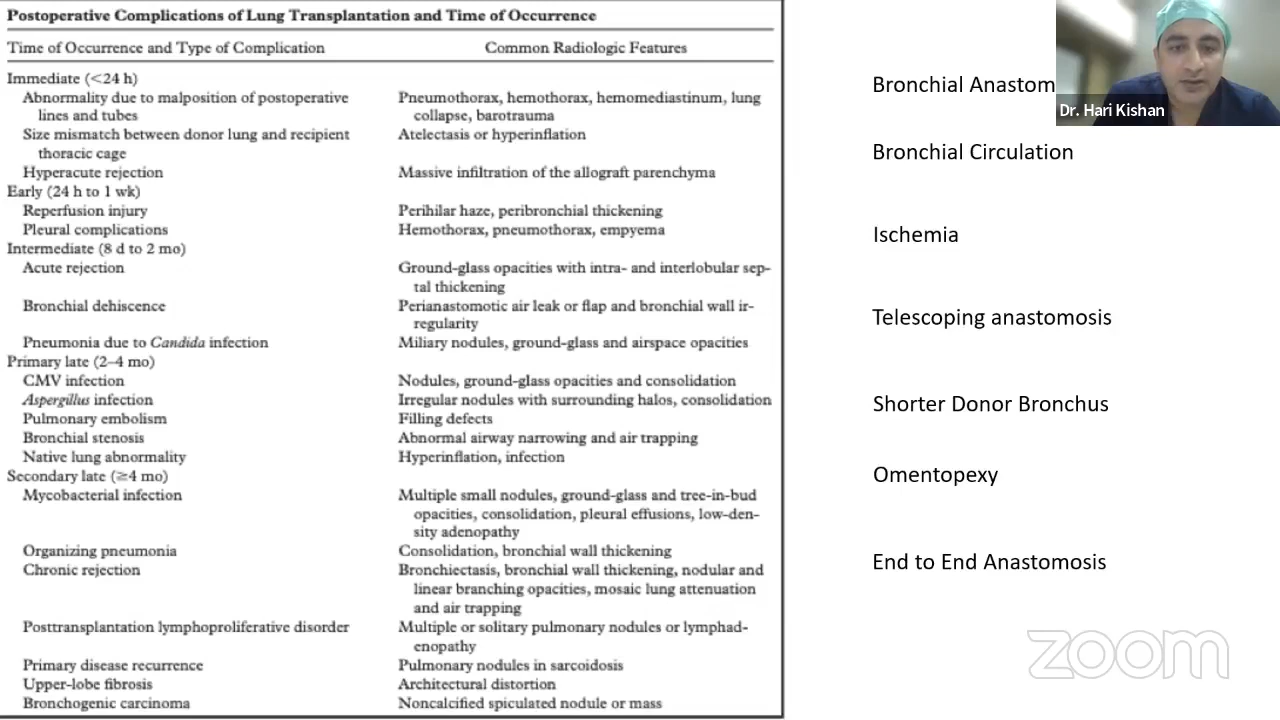 Postoperative Complications of Lung Transplantation and Time of Occurrence
Time of Occurrence and Type of Complication Common Radiologic Features
Immediate (<24 h)
Abnormality due to malposition of postoperative Pneumothorax, hemothorax, hemomediastinum, lung
lines and tubes collapse, barotrauma
Size mismatch between donor lung and recipient Atelectasis or hyperinflation
thoracic cage
Hyperacute rejection Massive infiltration of the allograft parenchyma
Early (24 h to 1 wk)
Reperfusion injury Perihilar haze, peribronchial thickening
Pleural complications Hemothorax, pneumothorax, empyema
Intermediate (8 d to 2 mo)
Acute rejection Ground-glass opacities with intra- and interlobular sep-
tal thickening
Bronchial dehiscence Perianastomotic air leak or flap and bronchial wall ir-
regularity
Pneumonia due to Candida infection Miliary nodules, ground-glass and airspace opacities
Primary late (2–4 mo)
CMV infection Nodules, ground-glass opacities and consolidation
Aspergillus infection Irregular nodules with surrounding halos, consolidation
Pulmonary embolism Filling defects
Bronchial stenosis Abnormal airway narrowing and air trapping
Native lung abnormality Hyperinflation, infection
Secondary late (≥4 mo)
Mycobacterial infection Multiple small nodules, ground-glass and tree-in-bud
opacities, consolidation, pleural effusions, low-den-
sity adenopathy
Organizing pneumonia Consolidation, bronchial wall thickening
Chronic rejection Bronchiectasis, bronchial wall thickening, nodular and
linear branching opacities, mosaic lung attenuation
and air trapping
Posttransplantation lymphoproliferative disorder Multiple or solitary pulmonary nodules or lymphad-
enopathy
Primary disease recurrence Pulmonary nodules in sarcoidosis
Upper-lobe fibrosis Architectural distortion
Bronchogenic carcinoma Noncalcified spiculated nodule or mass
Bronchial Anastom
Dr. Hari Kishan
Bronchial Circulation
Ischemia
Telescoping anastomosis
Shorter Donor Bronchus
Omentopexy
End to End Anastomosis
zoom